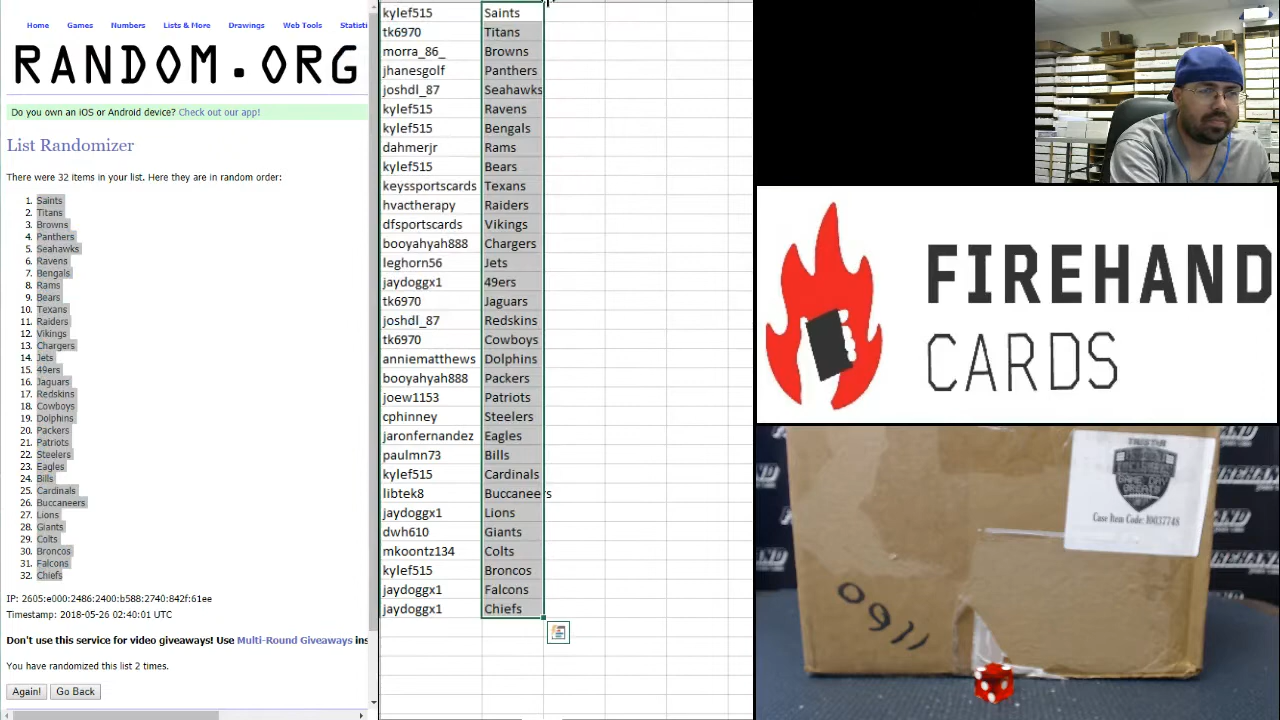 Home Games Numbers Lists & More Drawings Web Tools Statisti
RANDOM.ORG
Do you own an iOS or Android device? Check out our app!
List Randomizer
There were 32 items in your list. Here they are in random order:
1. Saints
2. Titans
3. Browns
4. Panthers
5. Seahawks
6. Ravens
7. Bengals
8. Rams
9. Bears
10. Texans
11. Raiders
12. Vikings
13. Chargers
14. Jets
15. 49ers
16. Jaguars
17. Redskins
18. Cowboys
19. Dolphins
20. Packers
21. Patriots
22. Steelers
23. Eagles
24. Bills
25. Cardinals
26. Buccaneers
27. Lions
28. Giants
29. Colts
30. Broncos
31. Falcons
32. Chiefs
IP: 2605:e000:2486:2400:b588:2740:842f:61ee
Timestamp: 2018-05-26 02:40:01 UTC
Don't use this service for video giveaways! Use Multi-Round Giveaways ins
You have randomized this list 2 times.
Again! Go Back
kylef515 Saints
tk6970 Titans
morra_86_ Browns
jhanesgolf Panthers
joshdl_87 Seahawks
kylef515 Ravens
kylef515 Bengals
dahmerjr Rams
kylef515 Bears
keyssportscards Texans
hvactherapy Raiders
dfsportscards Vikings
booyahyah888 Chargers
leghorn56 Jets
jaydoggx1 49ers
tk6970 Jaguars
joshdl_87 Redskins
tk6970 Cowboys
anniematthews Dolphins
booyahyah888 Packers
joew1153 Patriots
cphinney Steelers
jaronfernandez Eagles
paulmn73 Bills
kylef515 Cardinals
libtek8 Buccaneers
jaydoggx1 Lions
dwh610 Giants
mkoontz134 Colts
kylef515 Broncos
jaydoggx1 Falcons
jaydoggx1 Chiefs
FIREHAND
CARDS
TRISTAR
GAME DAY
GREATS
Case Item Code: I0037748
0911